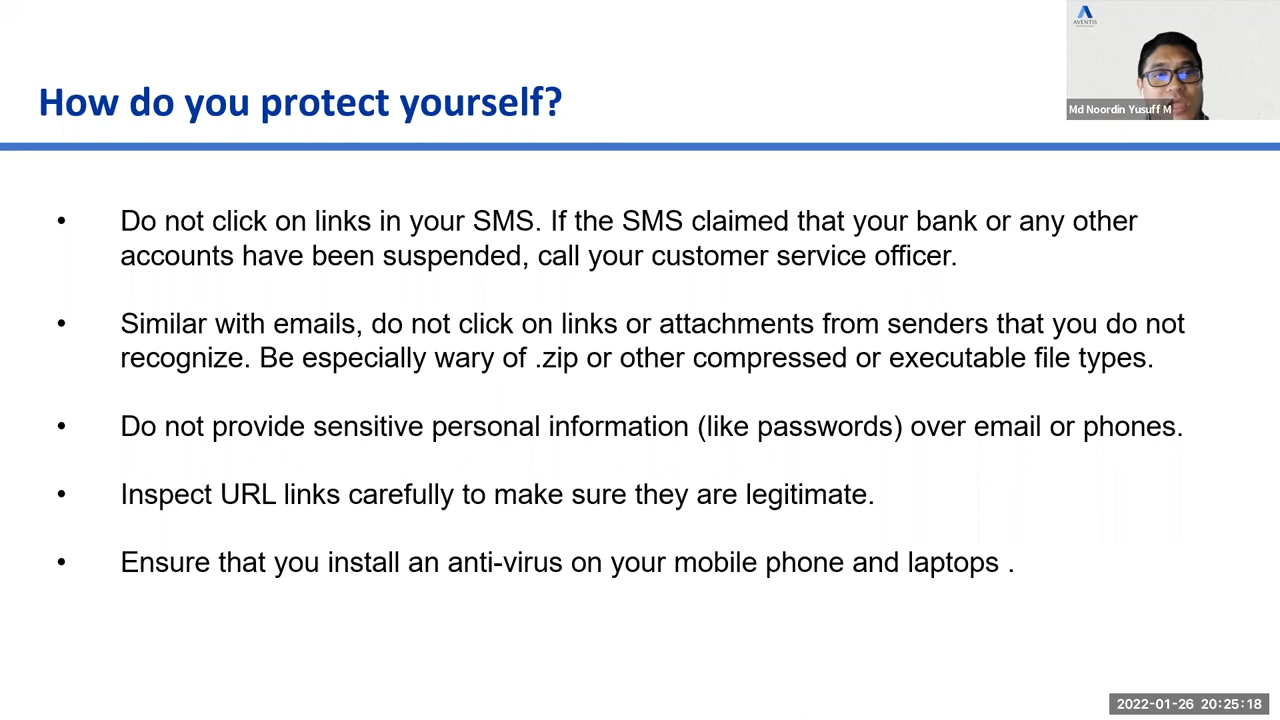 AVENTIS
Md Noordin Yusuff M
How do you protect yourself?
• Do not click on links in your SMS. If the SMS claimed that your bank or any other
accounts have been suspended, call your customer service officer.
• Similar with emails, do not click on links or attachments from senders that you do not
recognize. Be especially wary of .zip or other compressed or executable file types.
• Do not provide sensitive personal information (like passwords) over email or phones.
• Inspect URL links carefully to make sure they are legitimate.
• Ensure that you install an anti-virus on your mobile phone and laptops .
2022-01-26 20:25:18